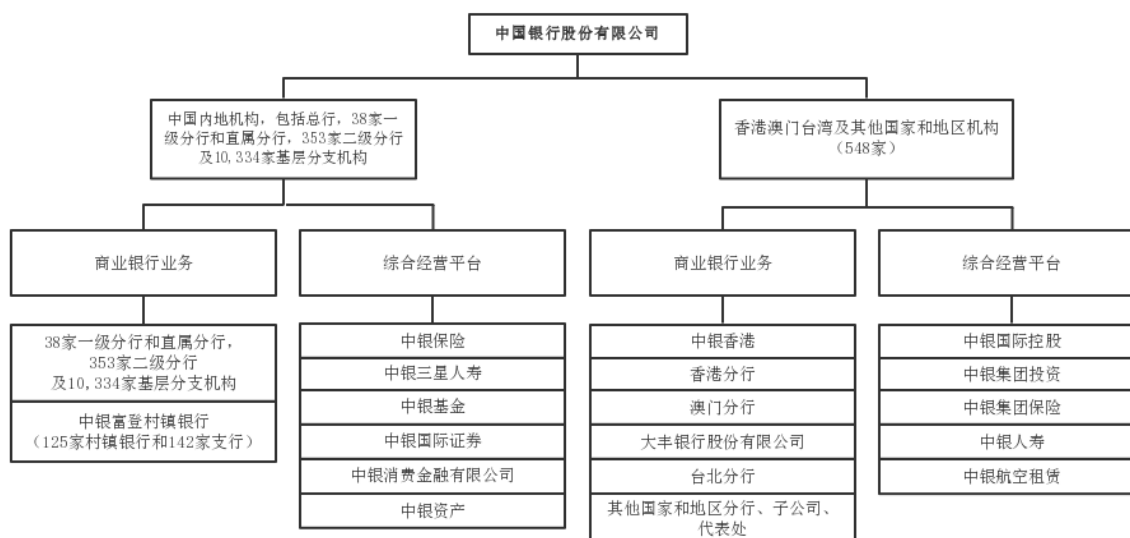 中国银行股份有限公司
中国内地机构，包括总行，38家一
级分行和直属分行，353家二级分行
及10,334家基层分支机构
香港澳门台湾及其他国家和地区机构
（548家）
商业银行业务
综合经营平台
商业银行业务
综合经营平台
38家一级分行和直属分行，
353家二级分行
及10,334家基层分支机构
中银富登村镇银行
（125家村镇银行和142家支行）
中银保险
中银三星人寿
中银基金
中银国际证券
中银消费金融有限公司
中银资产
中银香港
香港分行
澳门分行
大丰银行股份有限公司
台北分行
其他国家和地区分行、子公司、
代表处
中银国际控股
中银集团投资
中银集团保险
中银人寿
中银航空租赁